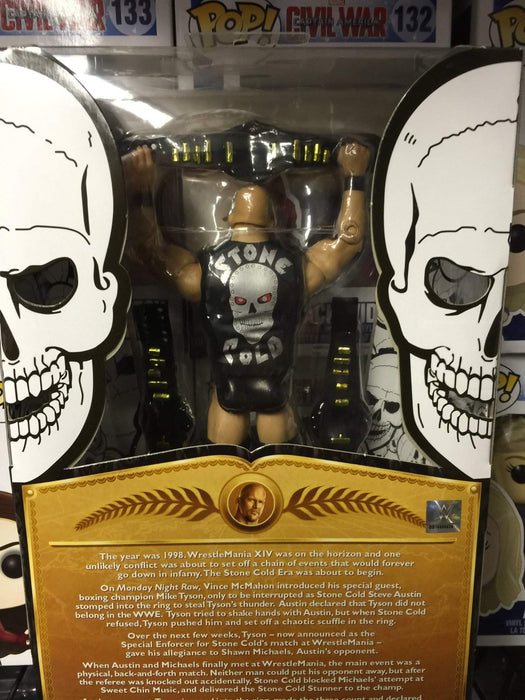 133
POP!
CIVIL WAR
CAPTAIN AMERICA
132
STONE
COLD
The year was 1998. WrestleMania XIV was on the horizon and one
unlikely conflict was about to set off a chain of events that would forever
go down in infamy. The Stone Cold Era was about to begin.
On Monday Night Raw, Vince McMahon introduced his special guest,
boxing champion Mike Tyson, only to be interrupted as Stone Cold Steve Austin
stomped into the ring to steal Tyson's thunder. Austin declared that Tyson did not
belong in the WWE. Tyson tried to shake hands with Austin, but when Stone Cold
refused, Tyson pushed him and set off a chaotic scuffle in the ring.
Over the next few weeks, Tyson – now announced as the
Special Enforcer for Stone Cold's match at WrestleMania –
gave his allegiance to Shawn Michaels, Austin's opponent.
When Austin and Michaels finally met at WrestleMania, the main event was a
physical, back-and-forth match. Neither man could put his opponent away. Just after
the referee was knocked out accidentally, Stone Cold blocked Michaels' attempt at
Sweet Chin Music, and delivered the Stone Cold Stunner to the champ.